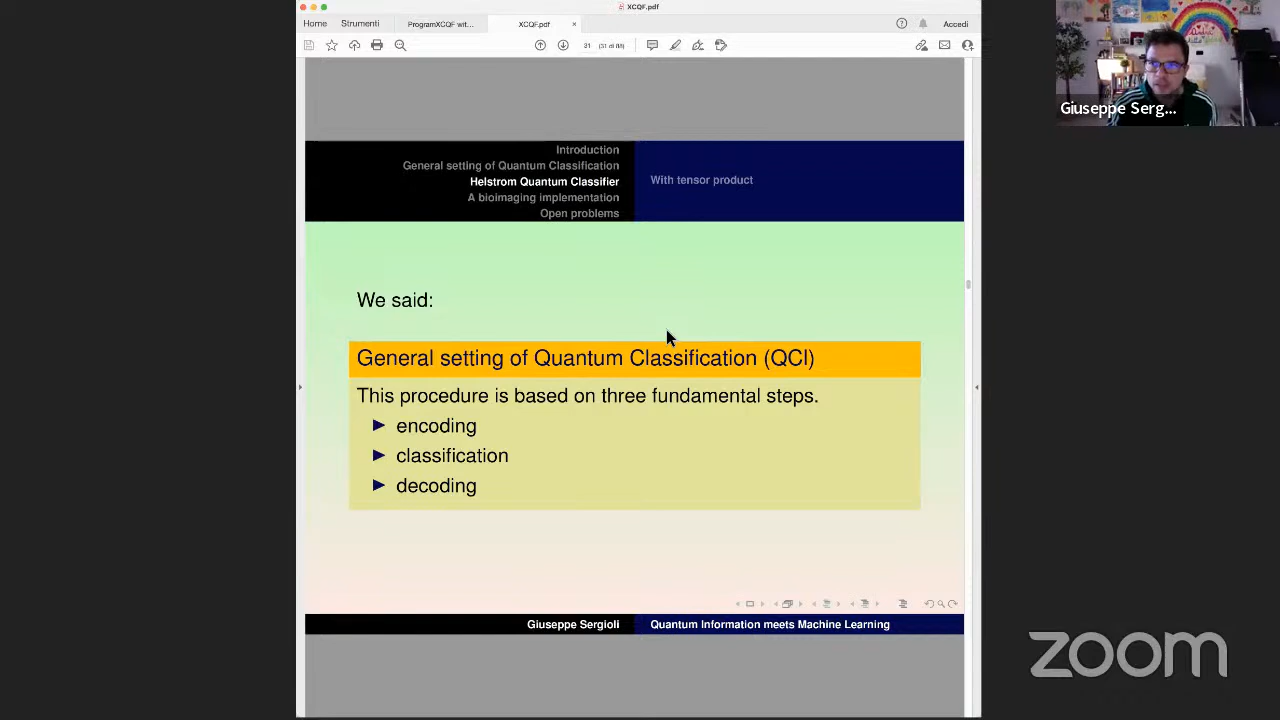 XCQF.pdf
Home Strumenti ProgramXCQF wit... XCQF.pdf × Accedi
31
Introduction
General setting of Quantum Classification
Helstrom Quantum Classifier
A bioimaging implementation
Open problems
With tensor product
We said:
General setting of Quantum Classification (QCl)
This procedure is based on three fundamental steps.
encoding
classification
decoding
Giuseppe Sergioli Quantum Information meets Machine Learning
Giuseppe Serg...
zoom